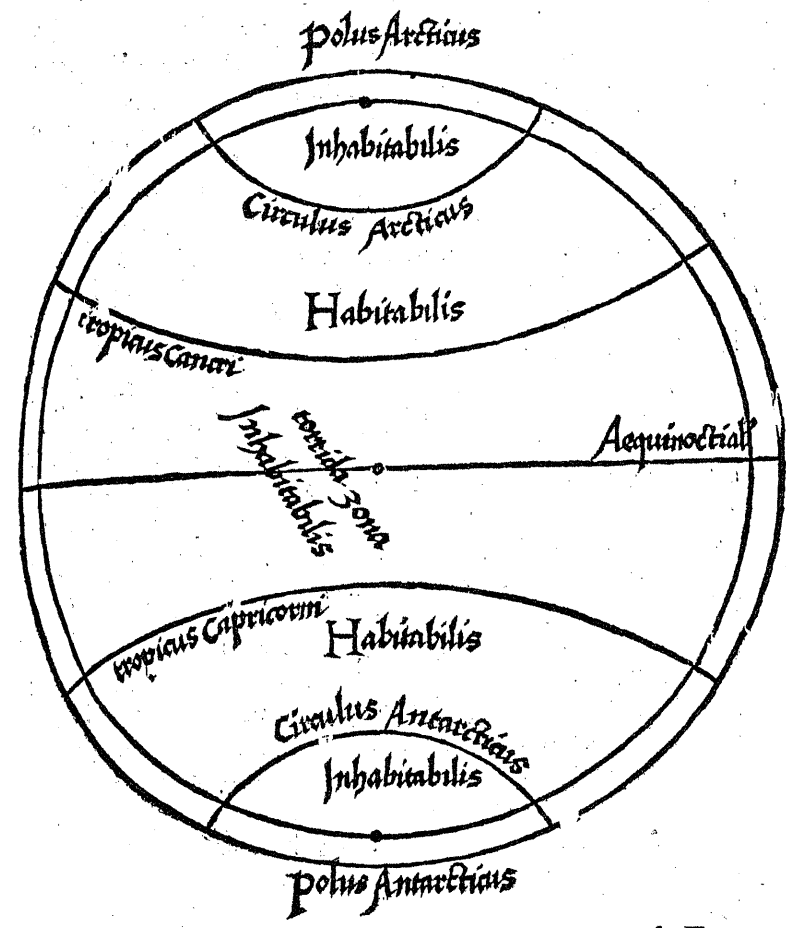 Polus Arcticus
Inhabitabilis
Circulus Arcticus
Habitabilis
tropicus Cancri
Aequinoctial'
torrida zona
Inhabitabilis
tropicus Capricorni
Habitabilis
Circulus Antarcticus
Inhabitabilis
Polus Antarcticus